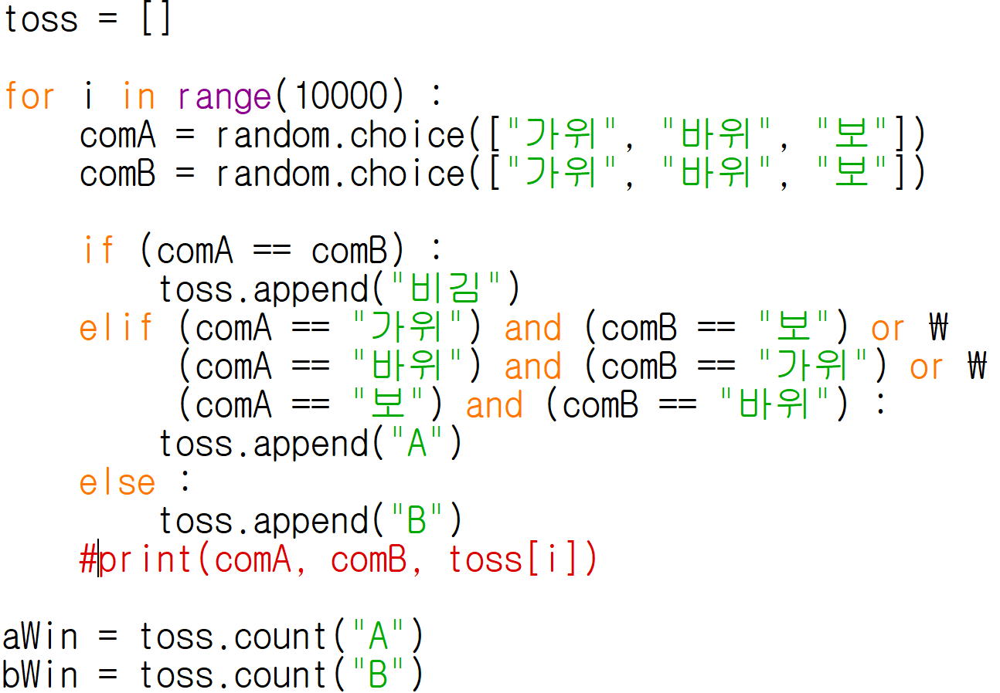 toss = []
for i in range(10000) :
comA = random.choice(["가위", "바위", "보"])
comB = random.choice(["가위", "바위", "보"])
if (comA == comB) :
toss.append("비김")
elif (comA == "가위") and (comB == "보") or ₩
(comA == "바위") and (comB == "가위") or ₩
(comA == "보") and (comB == "바위") :
toss.append("A")
else :
toss.append("B")
#print(comA, comB, toss[i])
aWin = toss.count("A")
bWin = toss.count("B")